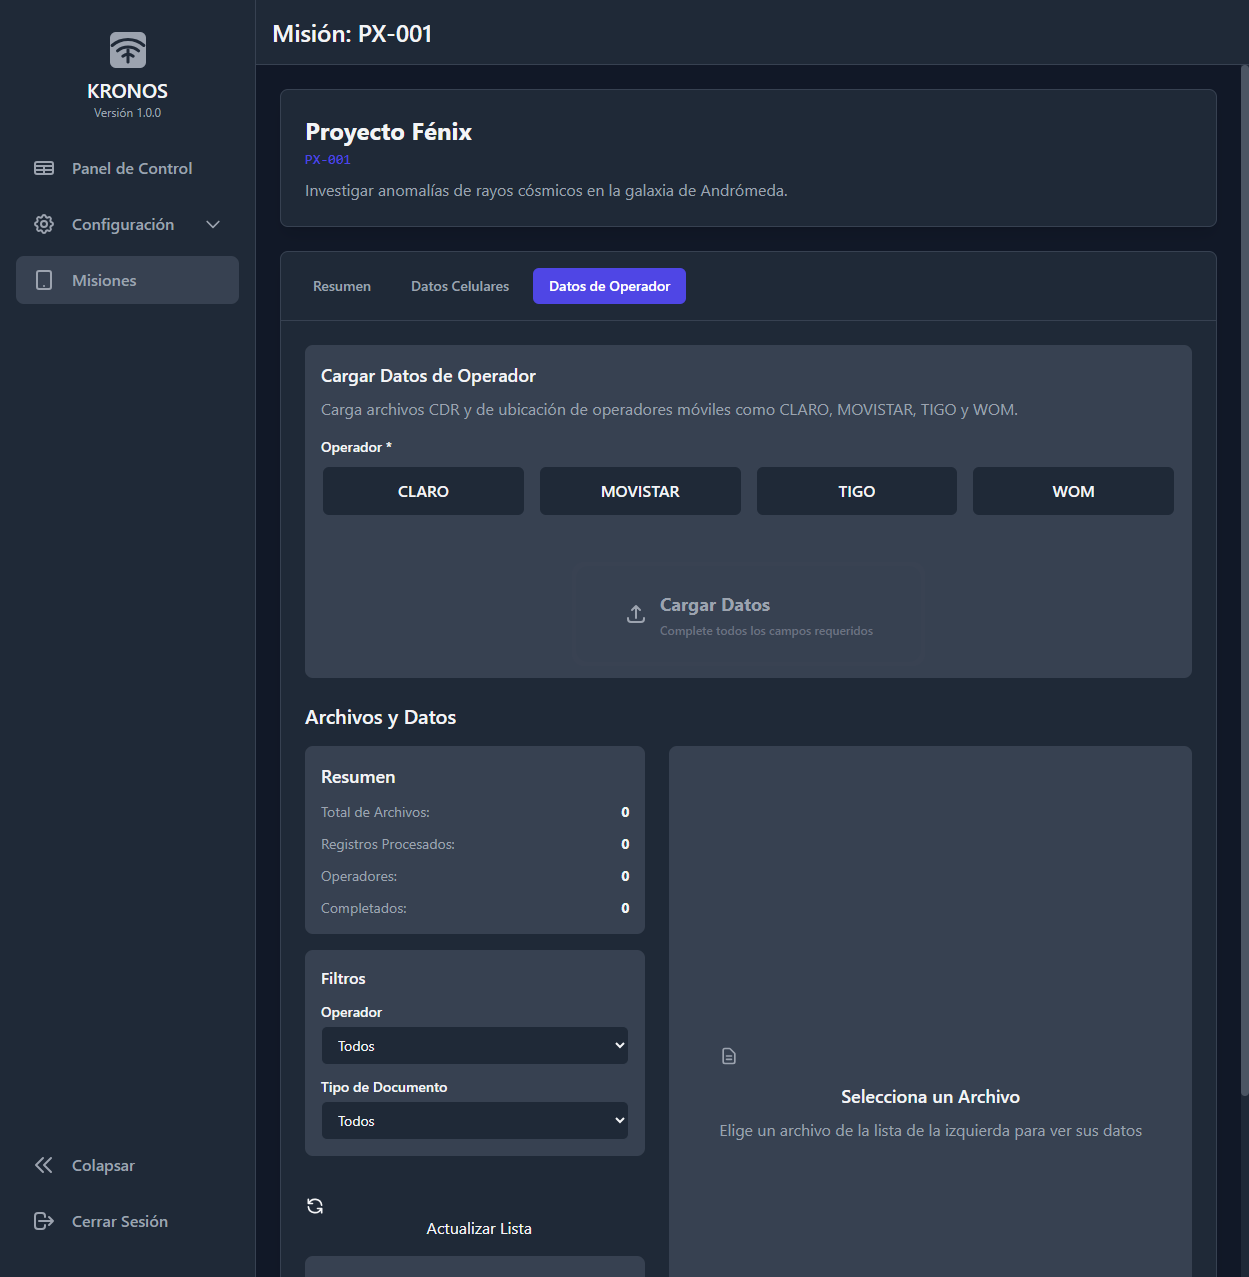 KRONOS
Versión 1.0.0
Panel de Control
Configuración
Misiones
Colapsar
Cerrar Sesión
Misión: PX-001
Proyecto Fénix
PX-001
Investigar anomalías de rayos cósmicos en la galaxia de Andrómeda.
Resumen Datos Celulares Datos de Operador
Cargar Datos de Operador
Carga archivos CDR y de ubicación de operadores móviles como CLARO, MOVISTAR, TIGO y WOM.
Operador *
CLARO MOVISTAR TIGO WOM
Cargar Datos
Complete todos los campos requeridos
Archivos y Datos
Resumen
Total de Archivos: 0
Registros Procesados: 0
Operadores: 0
Completados: 0
Filtros
Operador
Todos
Tipo de Documento
Todos
Actualizar Lista
Selecciona un Archivo
Elige un archivo de la lista de la izquierda para ver sus datos